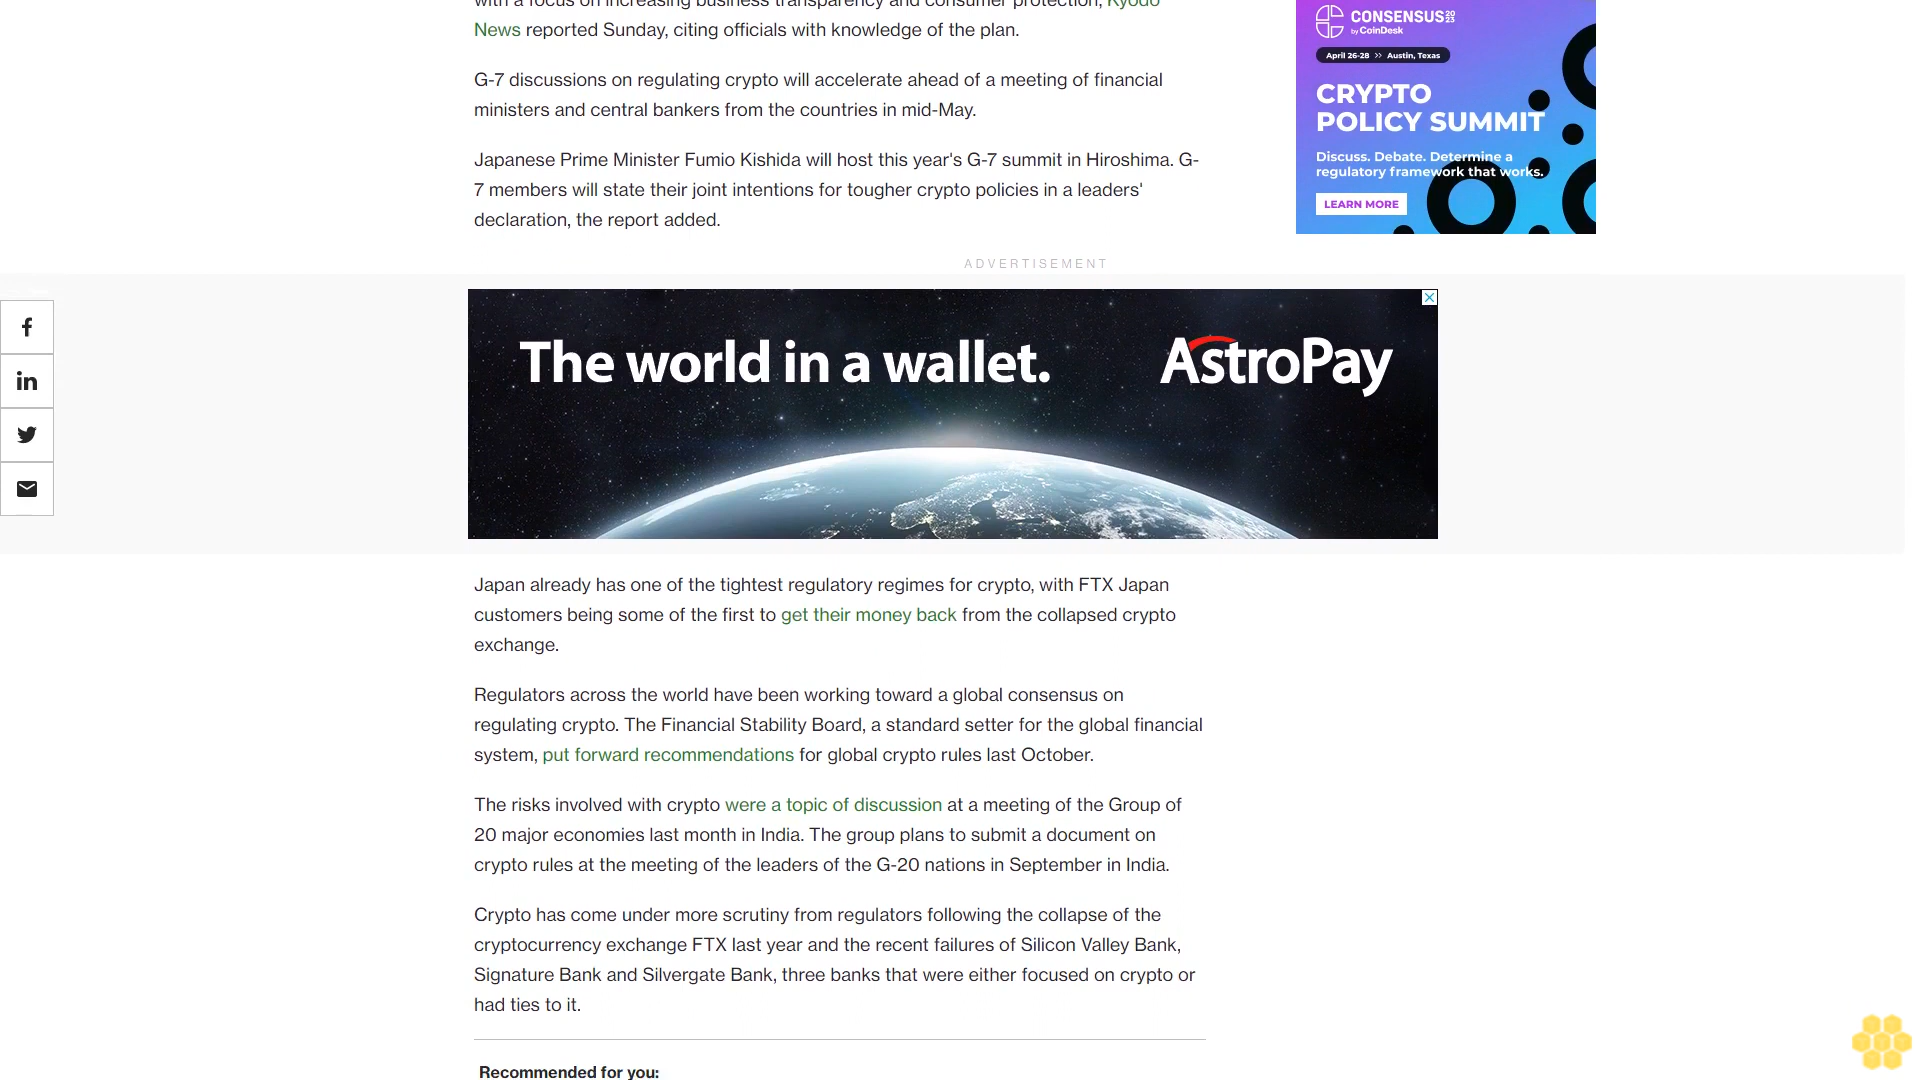 with a focus on increasing business transparency and consumer protection, Kyodo
News reported Sunday, citing officials with knowledge of the plan.
G-7 discussions on regulating crypto will accelerate ahead of a meeting of financial
ministers and central bankers from the countries in mid-May.
Japanese Prime Minister Fumio Kishida will host this year's G-7 summit in Hiroshima. G-
7 members will state their joint intentions for tougher crypto policies in a leaders'
declaration, the report added.
CONSENSUS 2023
by CoinDesk
April 26-28 >> Austin, Texas
CRYPTO
POLICY SUMMIT
Discuss. Debate. Determine a
regulatory framework that works.
LEARN MORE
ADVERTISEMENT
The world in a wallet.
AstroPay
Japan already has one of the tightest regulatory regimes for crypto, with FTX Japan
customers being some of the first to get their money back from the collapsed crypto
exchange.
Regulators across the world have been working toward a global consensus on
regulating crypto. The Financial Stability Board, a standard setter for the global financial
system, put forward recommendations for global crypto rules last October.
The risks involved with crypto were a topic of discussion at a meeting of the Group of
20 major economies last month in India. The group plans to submit a document on
crypto rules at the meeting of the leaders of the G-20 nations in September in India.
Crypto has come under more scrutiny from regulators following the collapse of the
cryptocurrency exchange FTX last year and the recent failures of Silicon Valley Bank,
Signature Bank and Silvergate Bank, three banks that were either focused on crypto or
had ties to it.
Recommended for you: